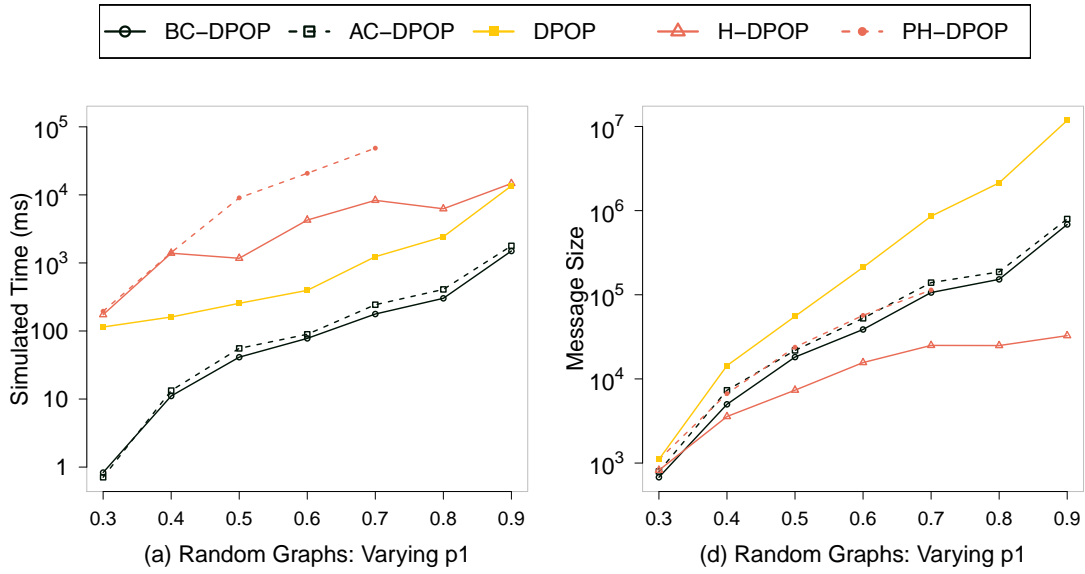 BC−DPOP AC−DPOP DPOP H−DPOP PH−DPOP
Simulated Time (ms)
10^5
10^4
10^3
100
10
1
0.3 0.4 0.5 0.6 0.7 0.8 0.9
(a) Random Graphs: Varying p1
Message Size
10^7
10^6
10^5
10^4
10^3
0.3 0.4 0.5 0.6 0.7 0.8 0.9
(d) Random Graphs: Varying p1